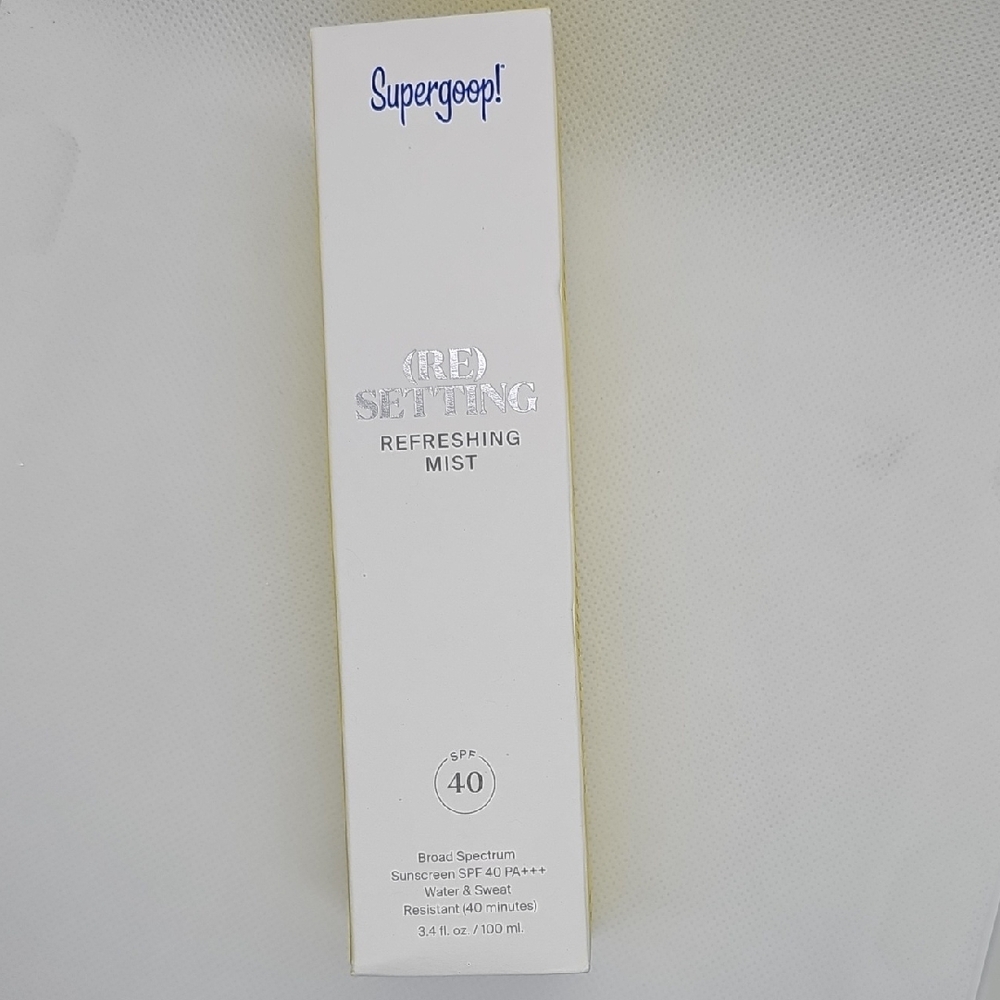 Supergoop!
(RE)
SETTING
REFRESHING
MIST
SPF
40
Broad Spectrum
Sunscreen SPF 40 PA+++
Water & Sweat
Resistant (40 minutes)
3.4 fl. oz. / 100 ml.